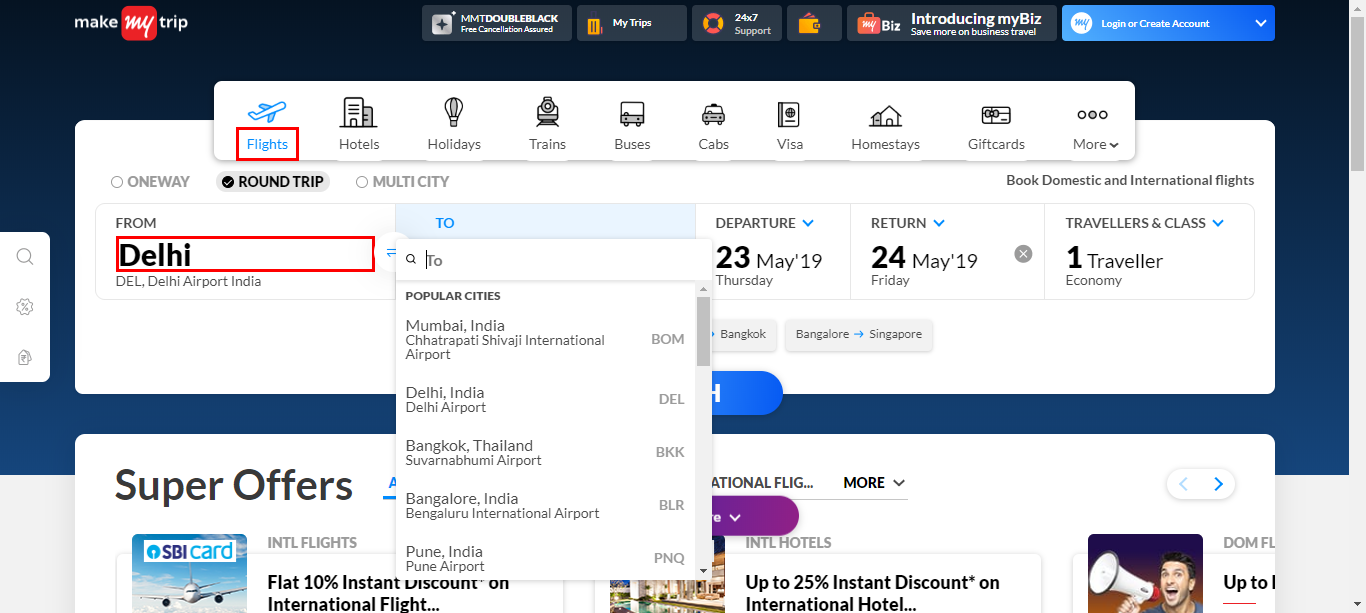 make my trip
MMTDOUBLEBLACK
Free Cancellation Assured
My Trips
24x7
Support
my Biz
Introducing myBiz
Save more on business travel
my
Login or Create Account
Flights
Hotels
Holidays
Trains
Buses
Cabs
Visa
Homestays
Giftcards
More
ONEWAY
ROUND TRIP
MULTI CITY
Book Domestic and International flights
FROM
Delhi
DEL, Delhi Airport India
TO
To
DEPARTURE
23 May'19
Thursday
RETURN
24 May'19
Friday
TRAVELLERS & CLASS
1 Traveller
Economy
POPULAR CITIES
Mumbai, India
Chhatrapati Shivaji International
Airport
BOM
Delhi, India
Delhi Airport
DEL
Bangkok, Thailand
Suvarnabhumi Airport
BKK
Bangalore, India
Bengaluru International Airport
BLR
Pune, India
Pune Airport
PNQ
→ Bangkok
Bangalore → Singapore
H
Super Offers
A
ATIONAL FLIG...
MORE
re
SBI card
INTL FLIGHTS
Flat 10% Instant Discount* on
International Flight...
INTL HOTELS
Up to 25% Instant Discount* on
International Hotel...
DOM FL
Up to